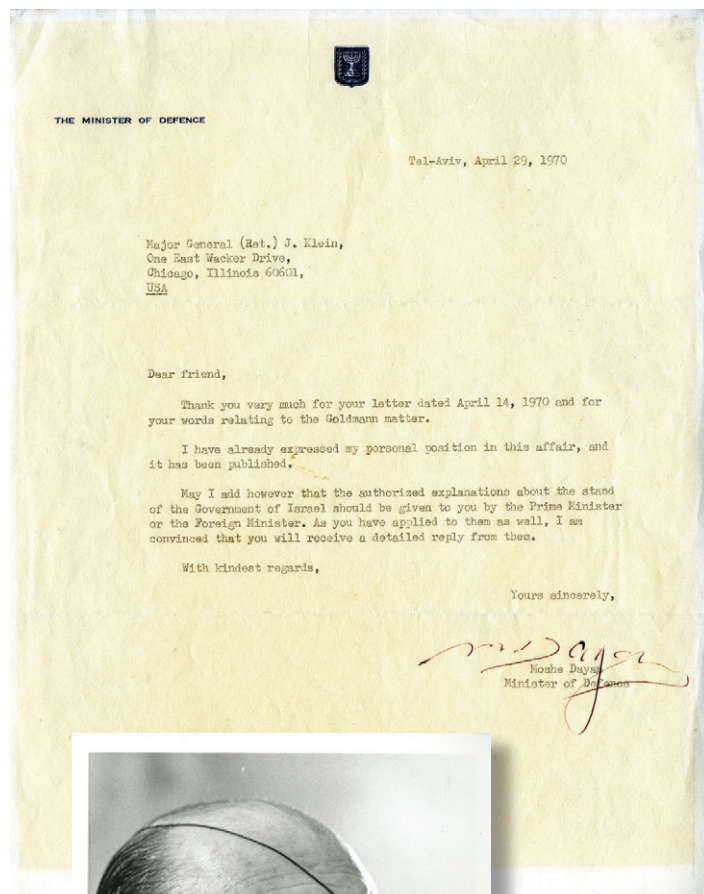 THE MINISTER OF DEFENCE
Tel-Aviv, April 29, 1970
Major General (Ret.) J. Klein,
One East Wacker Drive,
Chicago, Illinois 60601,
USA
Dear friend,
Thank you very much for your letter dated April 14, 1970 and for
your words relating to the Goldmann matter.
I have already expressed my personal position in this affair, and
it has been published.
May I add however that the authorized explanations about the stand
of the Government of Israel should be given to you by the Prime Minister
or the Foreign Minister. As you have applied to them as well, I am
convinced that you will receive a detailed reply from them.
With kindest regards,
Yours sincerely,
M. Dayan
Moshe Dayan
Minister of Defence